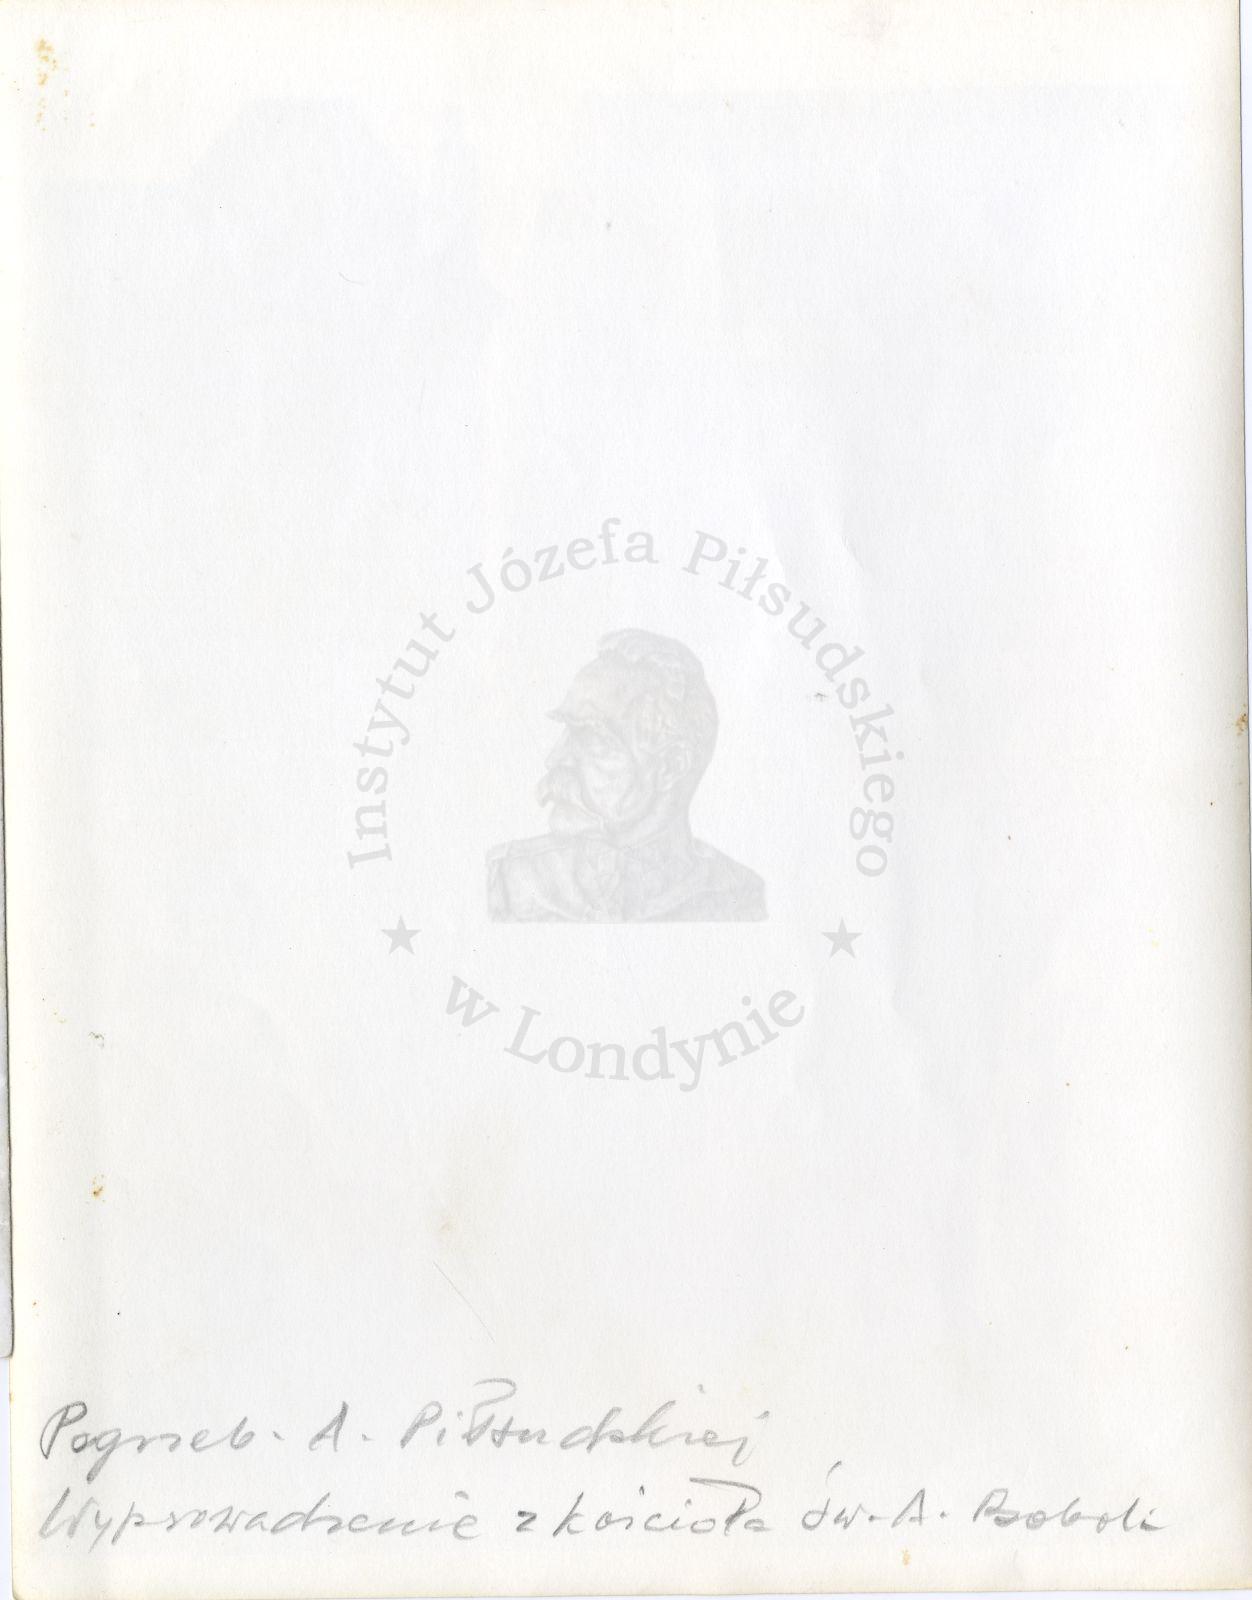 Instytut Józefa Piłsudskiego
w Londynie
Pogrzeb. A. Piłsudskiej
Wyprowadzenie z kościoła św. A. Boboli